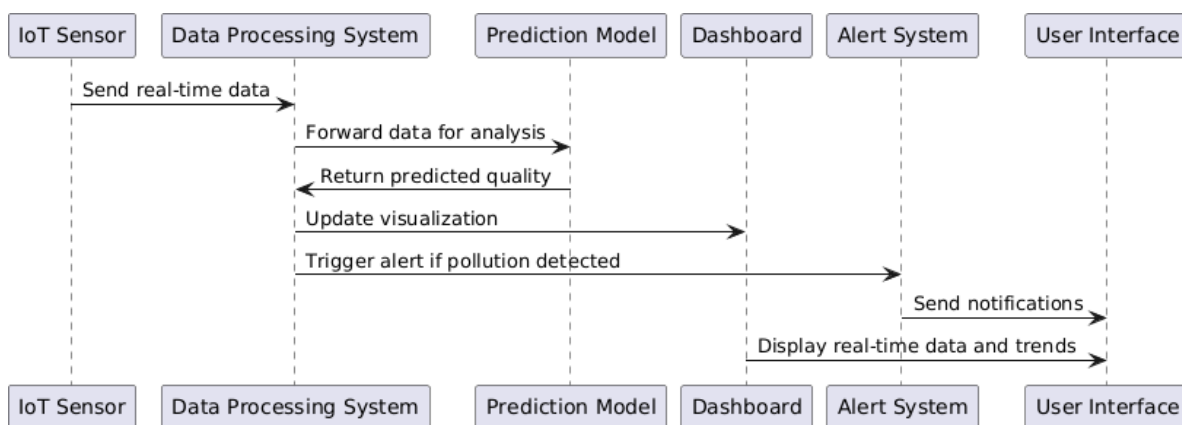 IoT Sensor
Data Processing System
Prediction Model
Dashboard
Alert System
User Interface
Send real-time data
Forward data for analysis
Return predicted quality
Update visualization
Trigger alert if pollution detected
Send notifications
Display real-time data and trends
IoT Sensor
Data Processing System
Prediction Model
Dashboard
Alert System
User Interface